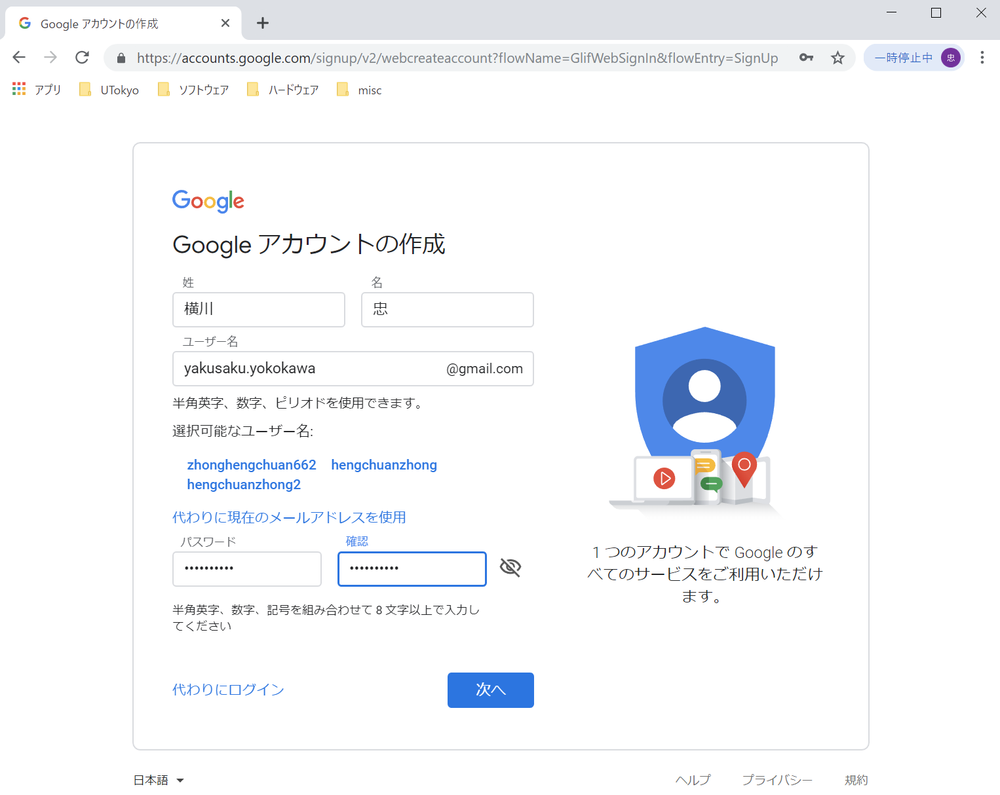 Google アカウントの作成
https://accounts.google.com/signup/v2/webcreateaccount?flowName=GlifWebSignIn&flowEntry=SignUp
一時停止中 忠
アプリ UTokyo ソフトウェア ハードウェア misc
Google
Google アカウントの作成
姓 名
横川 忠
ユーザー名
yakusaku.yokokawa @gmail.com
半角英字、数字、ピリオドを使用できます。
選択可能なユーザー名:
zhonghengchuan662 hengchuanzhong
hengchuanzhong2
代わりに現在のメールアドレスを使用
パスワード 確認
•••••••••• ••••••••••
半角英字、数字、記号を組み合わせて 8 文字以上で入力し
てください
代わりにログイン 次へ
1 つのアカウントで Google のす
べてのサービスをご利用いただけ
ます。
日本語 ヘルプ プライバシー 規約